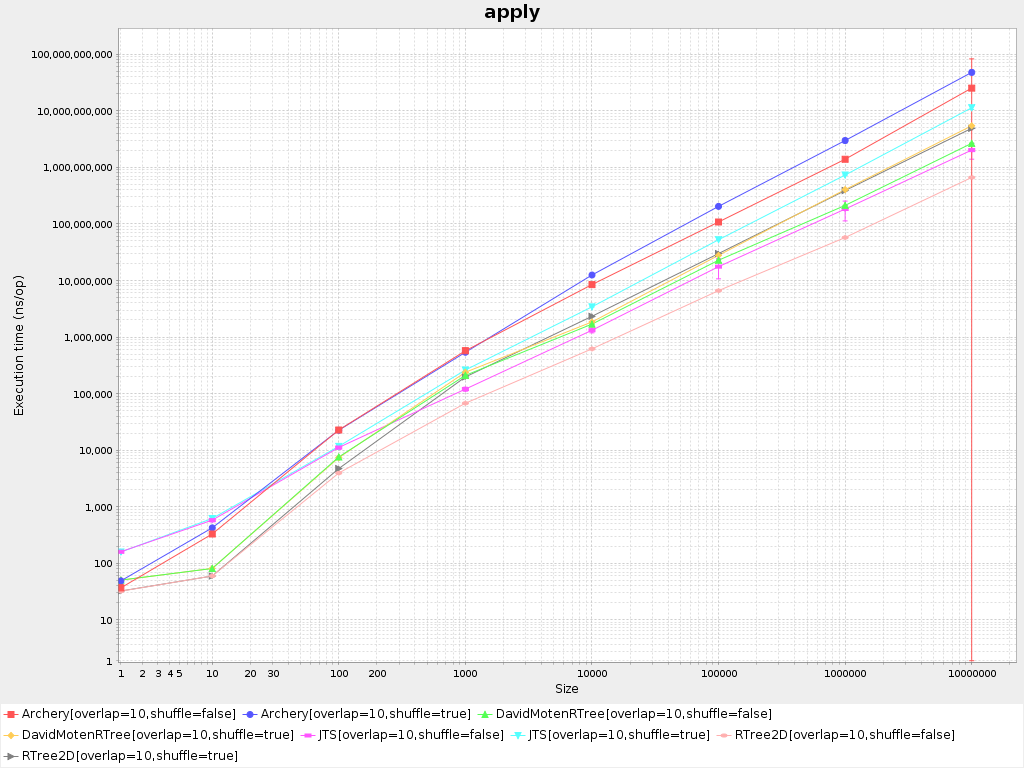 apply
Execution time (ns/op)
100,000,000,000
10,000,000,000
1,000,000,000
100,000,000
10,000,000
1,000,000
100,000
10,000
1,000
100
10
1
1 2 3 4 5 10 20 30 100 200 1000 10000 100000 1000000 10000000
Size
Archery[overlap=10,shuffle=false] Archery[overlap=10,shuffle=true] DavidMotenRTree[overlap=10,shuffle=false]
DavidMotenRTree[overlap=10,shuffle=true] JTS[overlap=10,shuffle=false] JTS[overlap=10,shuffle=true] RTree2D[overlap=10,shuffle=false]
RTree2D[overlap=10,shuffle=true]